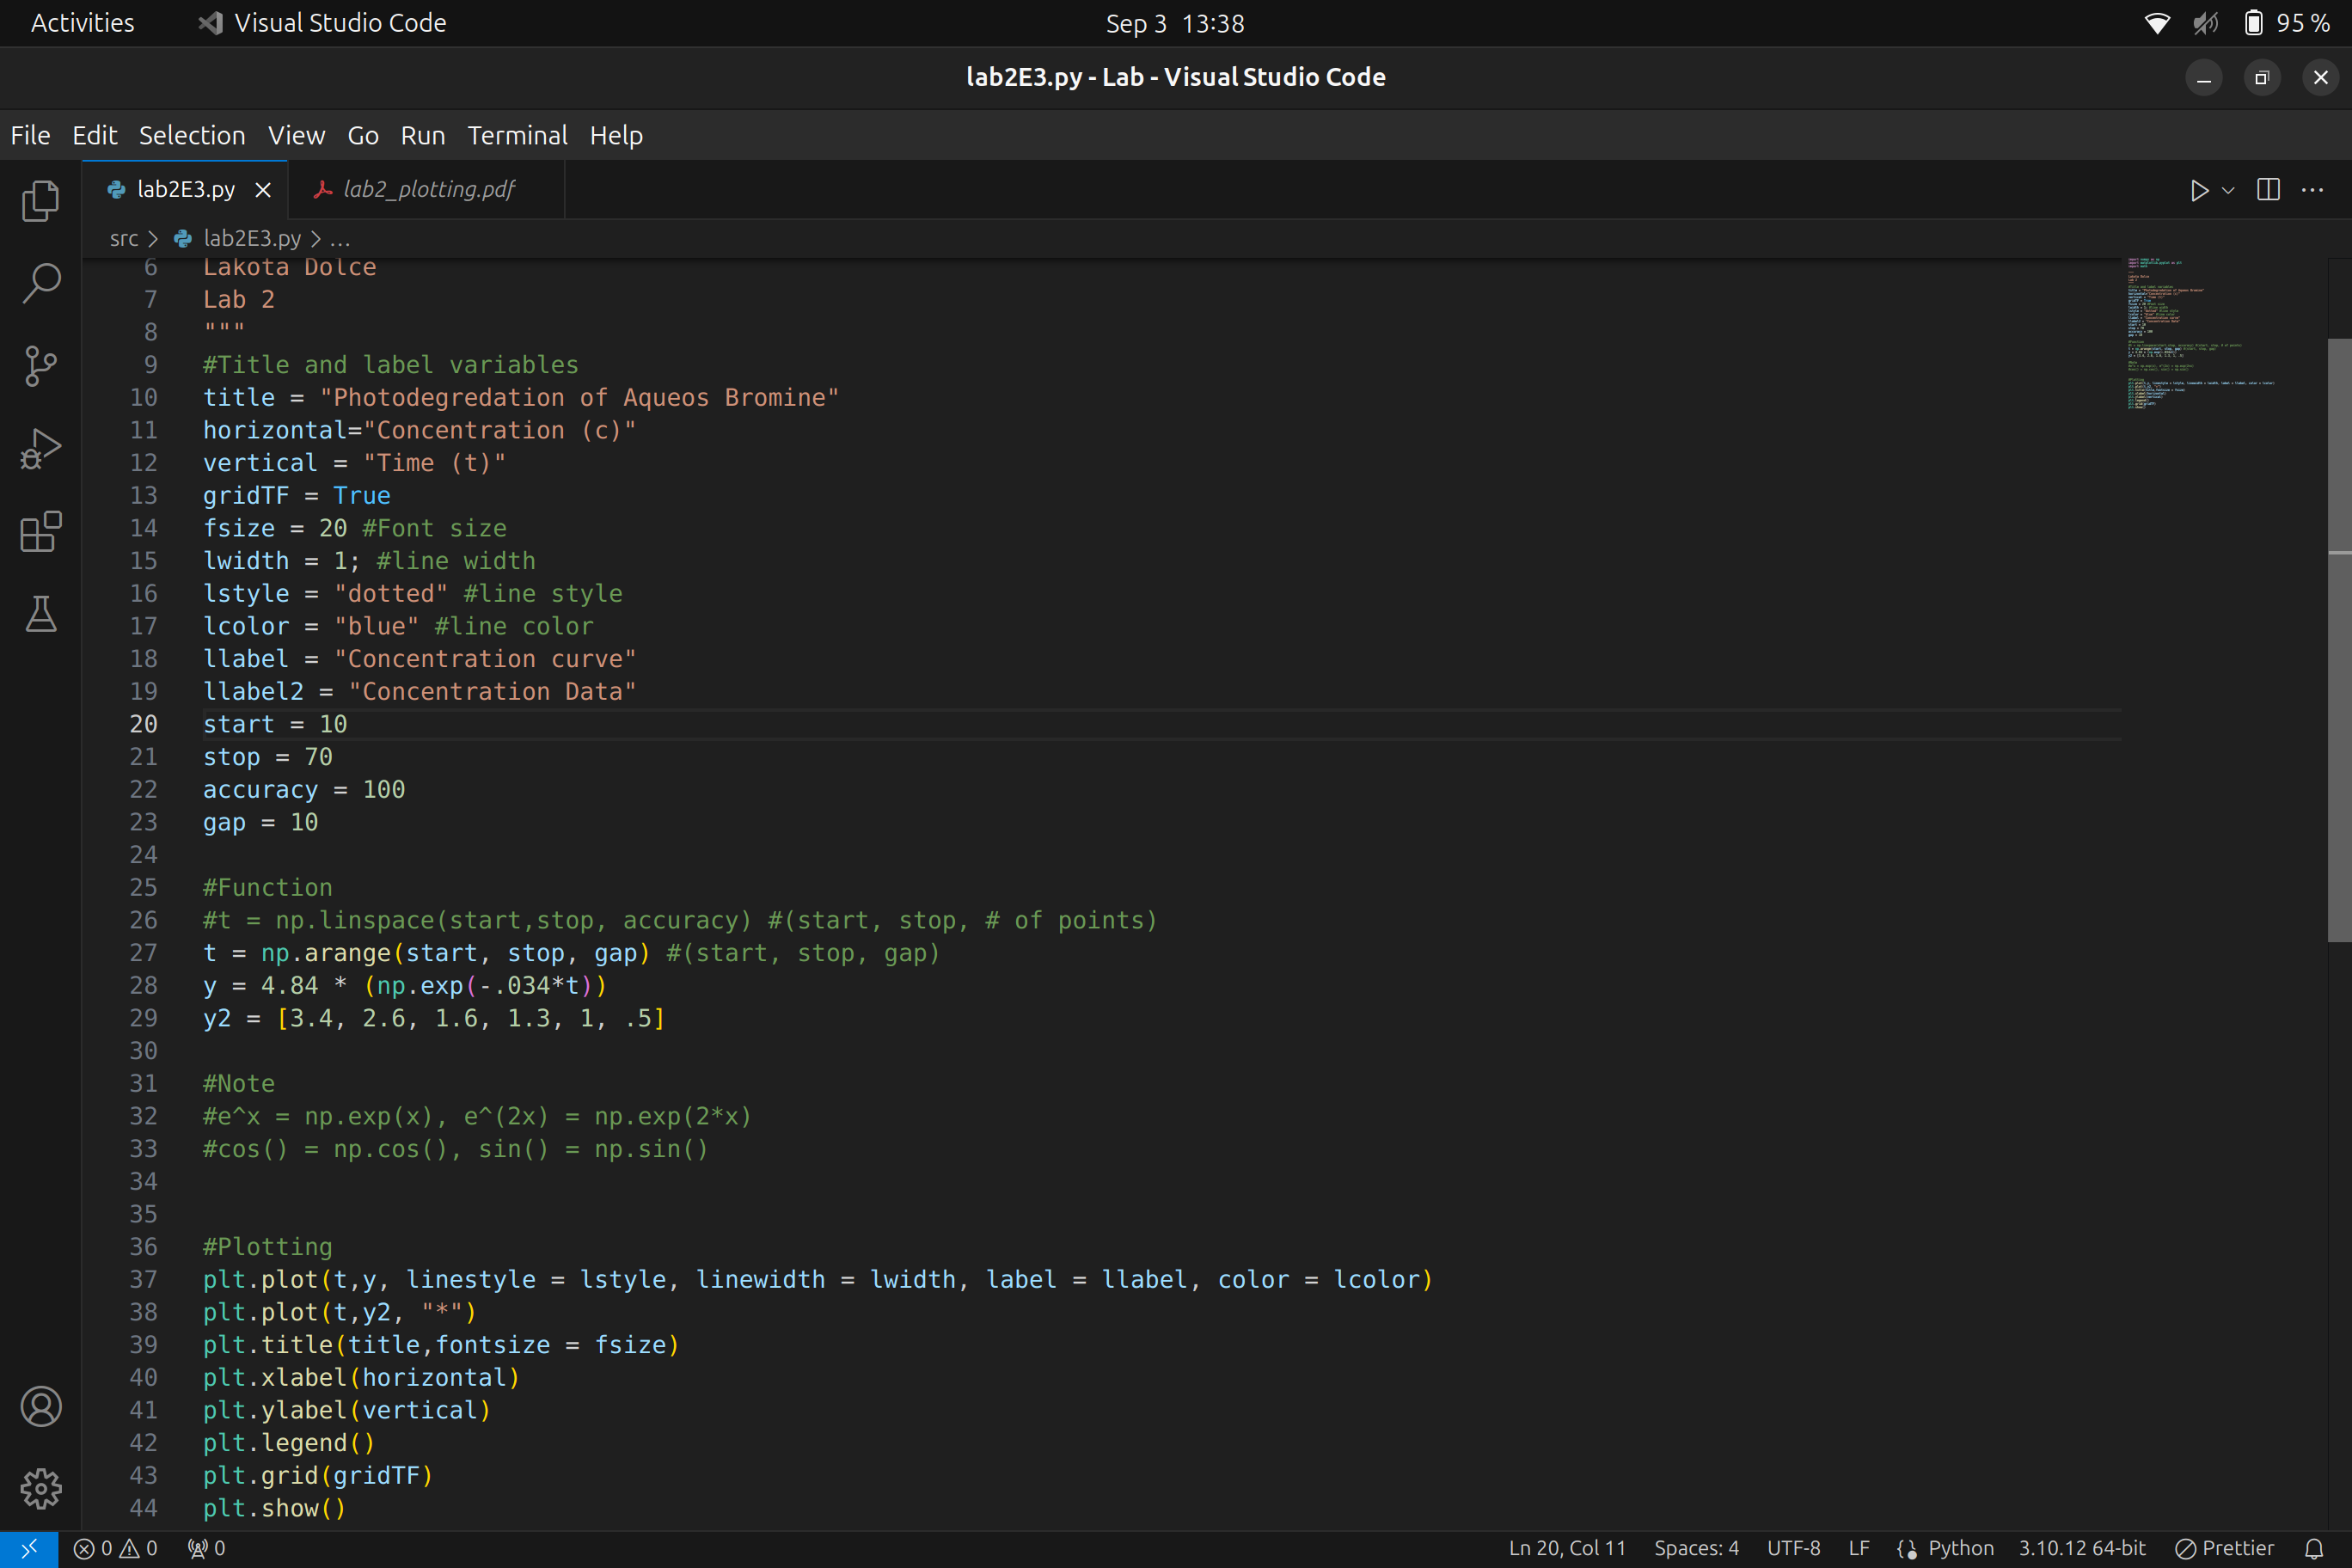 Activities Visual Studio Code Sep 3 13:38 95 %
lab2E3.py - Lab - Visual Studio Code
File Edit Selection View Go Run Terminal Help
lab2E3.py lab2_plotting.pdf
src > lab2E3.py > ...
6 Lakota Dolce
7 Lab 2
8 """
9 #Title and label variables
10 title = "Photodegredation of Aqueos Bromine"
11 horizontal="Concentration (c)"
12 vertical = "Time (t)"
13 gridTF = True
14 fsize = 20 #Font size
15 lwidth = 1; #line width
16 lstyle = "dotted" #line style
17 lcolor = "blue" #line color
18 llabel = "Concentration curve"
19 llabel2 = "Concentration Data"
20 start = 10
21 stop = 70
22 accuracy = 100
23 gap = 10
24
25 #Function
26 #t = np.linspace(start,stop, accuracy) #(start, stop, # of points)
27 t = np.arange(start, stop, gap) #(start, stop, gap)
28 y = 4.84 * (np.exp(-.034*t))
29 y2 = [3.4, 2.6, 1.6, 1.3, 1, .5]
30
31 #Note
32 #e^x = np.exp(x), e^(2x) = np.exp(2*x)
33 #cos() = np.cos(), sin() = np.sin()
34
35
36 #Plotting
37 plt.plot(t,y, linestyle = lstyle, linewidth = lwidth, label = llabel, color = lcolor)
38 plt.plot(t,y2, "*")
39 plt.title(title,fontsize = fsize)
40 plt.xlabel(horizontal)
41 plt.ylabel(vertical)
42 plt.legend()
43 plt.grid(gridTF)
44 plt.show()
0 0 0 Ln 20, Col 11 Spaces: 4 UTF-8 LF Python 3.10.12 64-bit Prettier